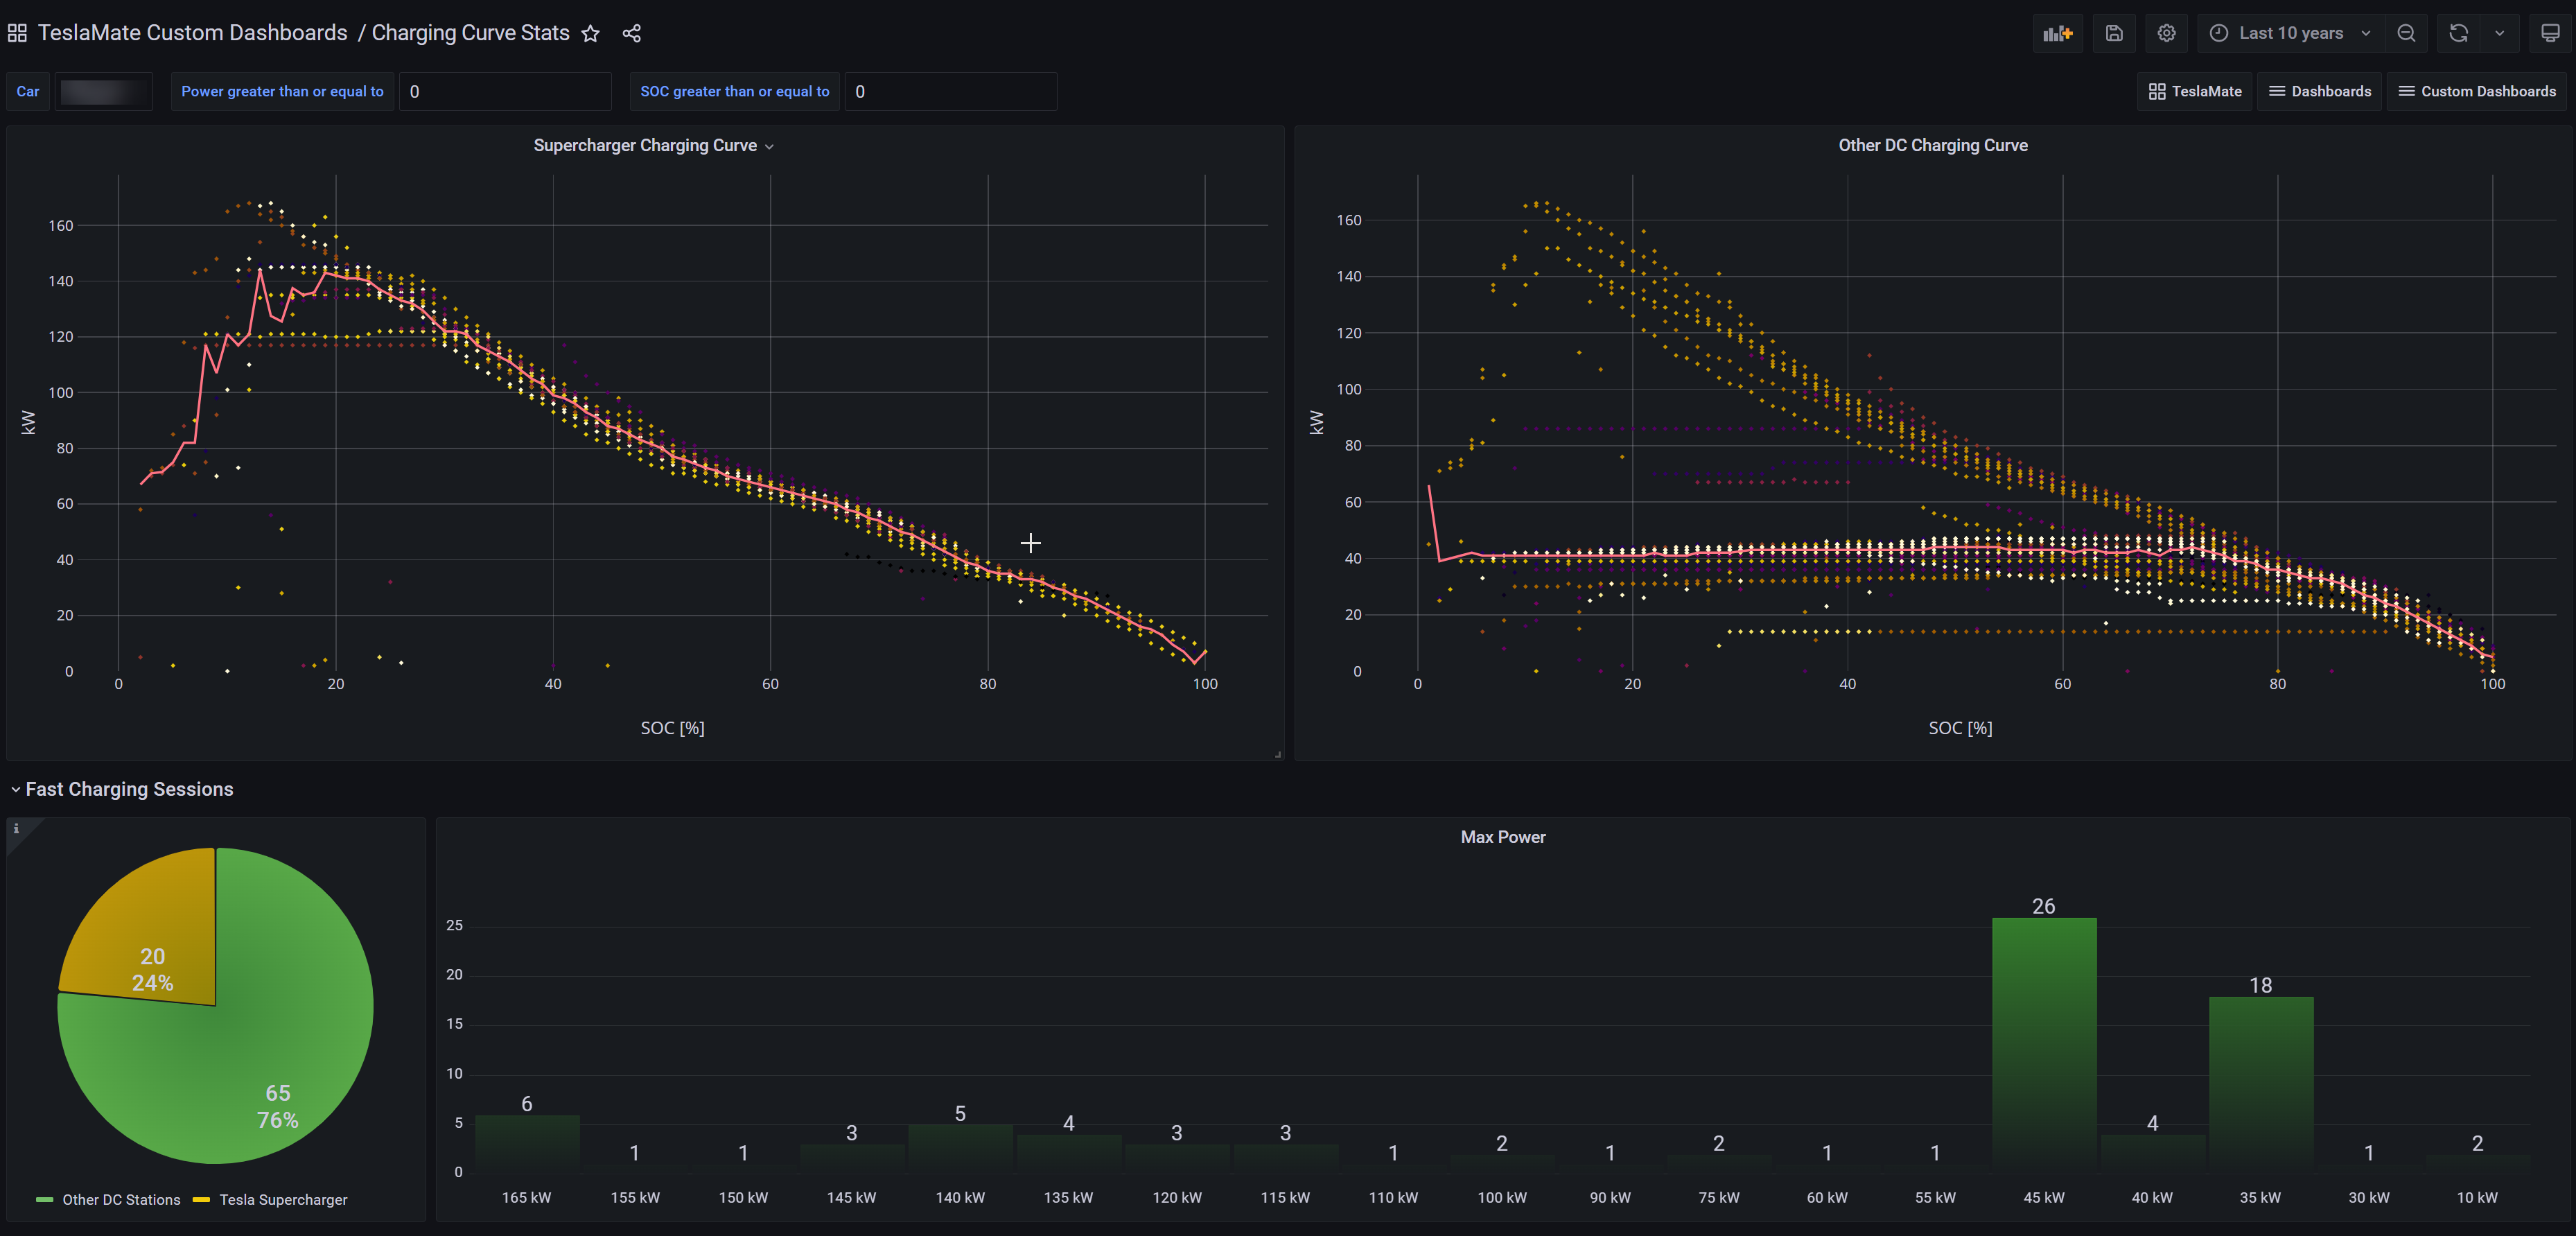 TeslaMate Custom Dashboards / Charging Curve Stats
Last 10 years
Car
Power greater than or equal to 0
SOC greater than or equal to 0
TeslaMate
Dashboards
Custom Dashboards
Supercharger Charging Curve
160
140
120
100
80
60
40
20
0
kW
0 20 40 60 80 100
SOC [%]
Other DC Charging Curve
160
140
120
100
80
60
40
20
0
kW
0 20 40 60 80 100
SOC [%]
Fast Charging Sessions
i
20
24%
65
76%
Other DC Stations Tesla Supercharger
Max Power
25
20
15
10
5
0
6 1 1 3 5 4 3 3 1 2 1 2 1 1 26 4 18 1 2
165 kW 155 kW 150 kW 145 kW 140 kW 135 kW 120 kW 115 kW 110 kW 100 kW 90 kW 75 kW 60 kW 55 kW 45 kW 40 kW 35 kW 30 kW 10 kW